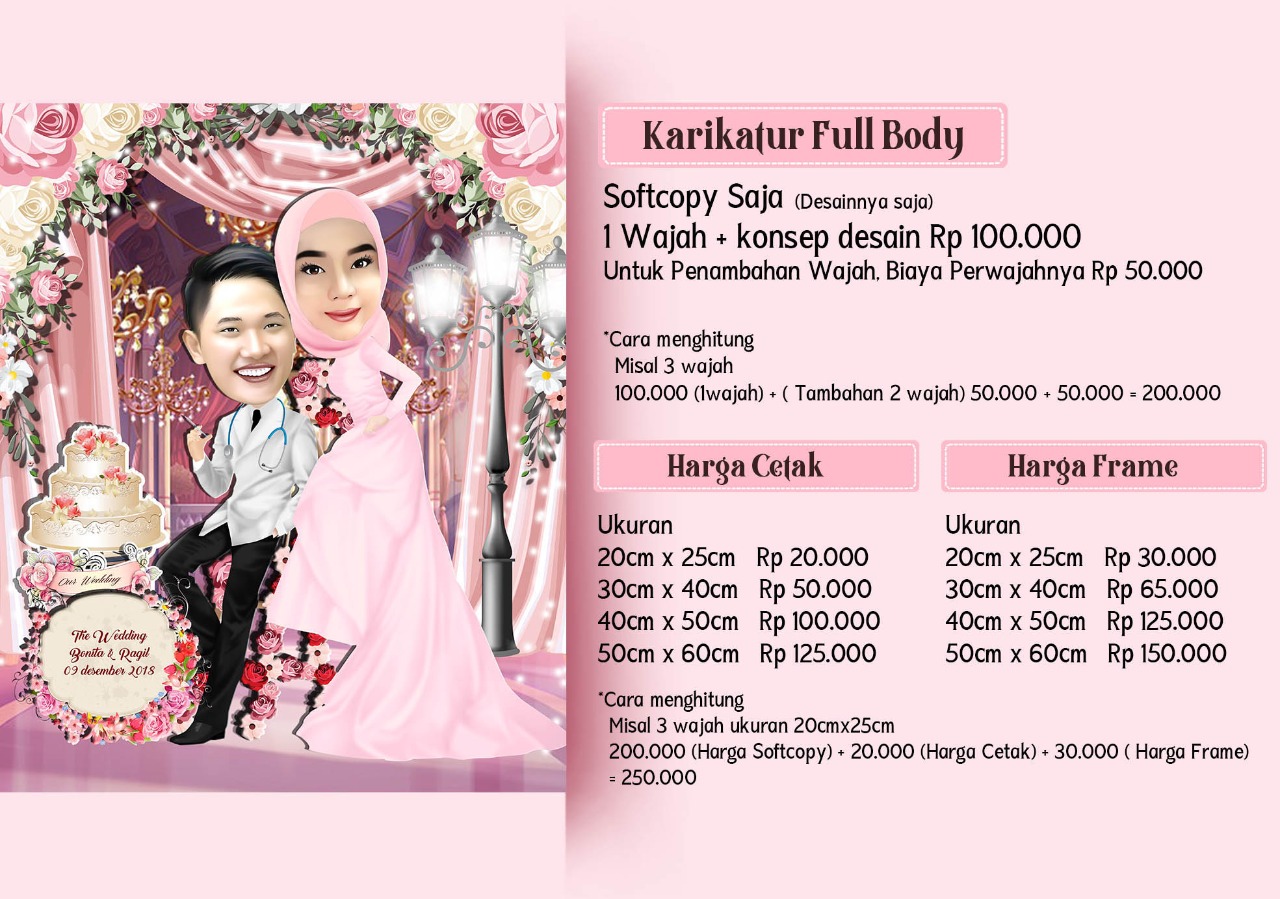 Karikatur Full Body
Softcopy Saja (Desainnya saja)
1 Wajah + konsep desain Rp 100.000
Untuk Penambahan Wajah, Biaya Perwajahnya Rp 50.000
*Cara menghitung
Misal 3 wajah
100.000 (1wajah) + ( Tambahan 2 wajah) 50.000 + 50.000 = 200.000
Harga Cetak
Ukuran
20cm x 25cm Rp 20.000
30cm x 40cm Rp 50.000
40cm x 50cm Rp 100.000
50cm x 60cm Rp 125.000
Harga Frame
Ukuran
20cm x 25cm Rp 30.000
30cm x 40cm Rp 65.000
40cm x 50cm Rp 125.000
50cm x 60cm Rp 150.000
*Cara menghitung
Misal 3 wajah ukuran 20cmx25cm
200.000 (Harga Softcopy) + 20.000 (Harga Cetak) + 30.000 ( Harga Frame)
= 250.000
Our Wedding
The Wedding
Bonita & Ragil
09 desember 2018